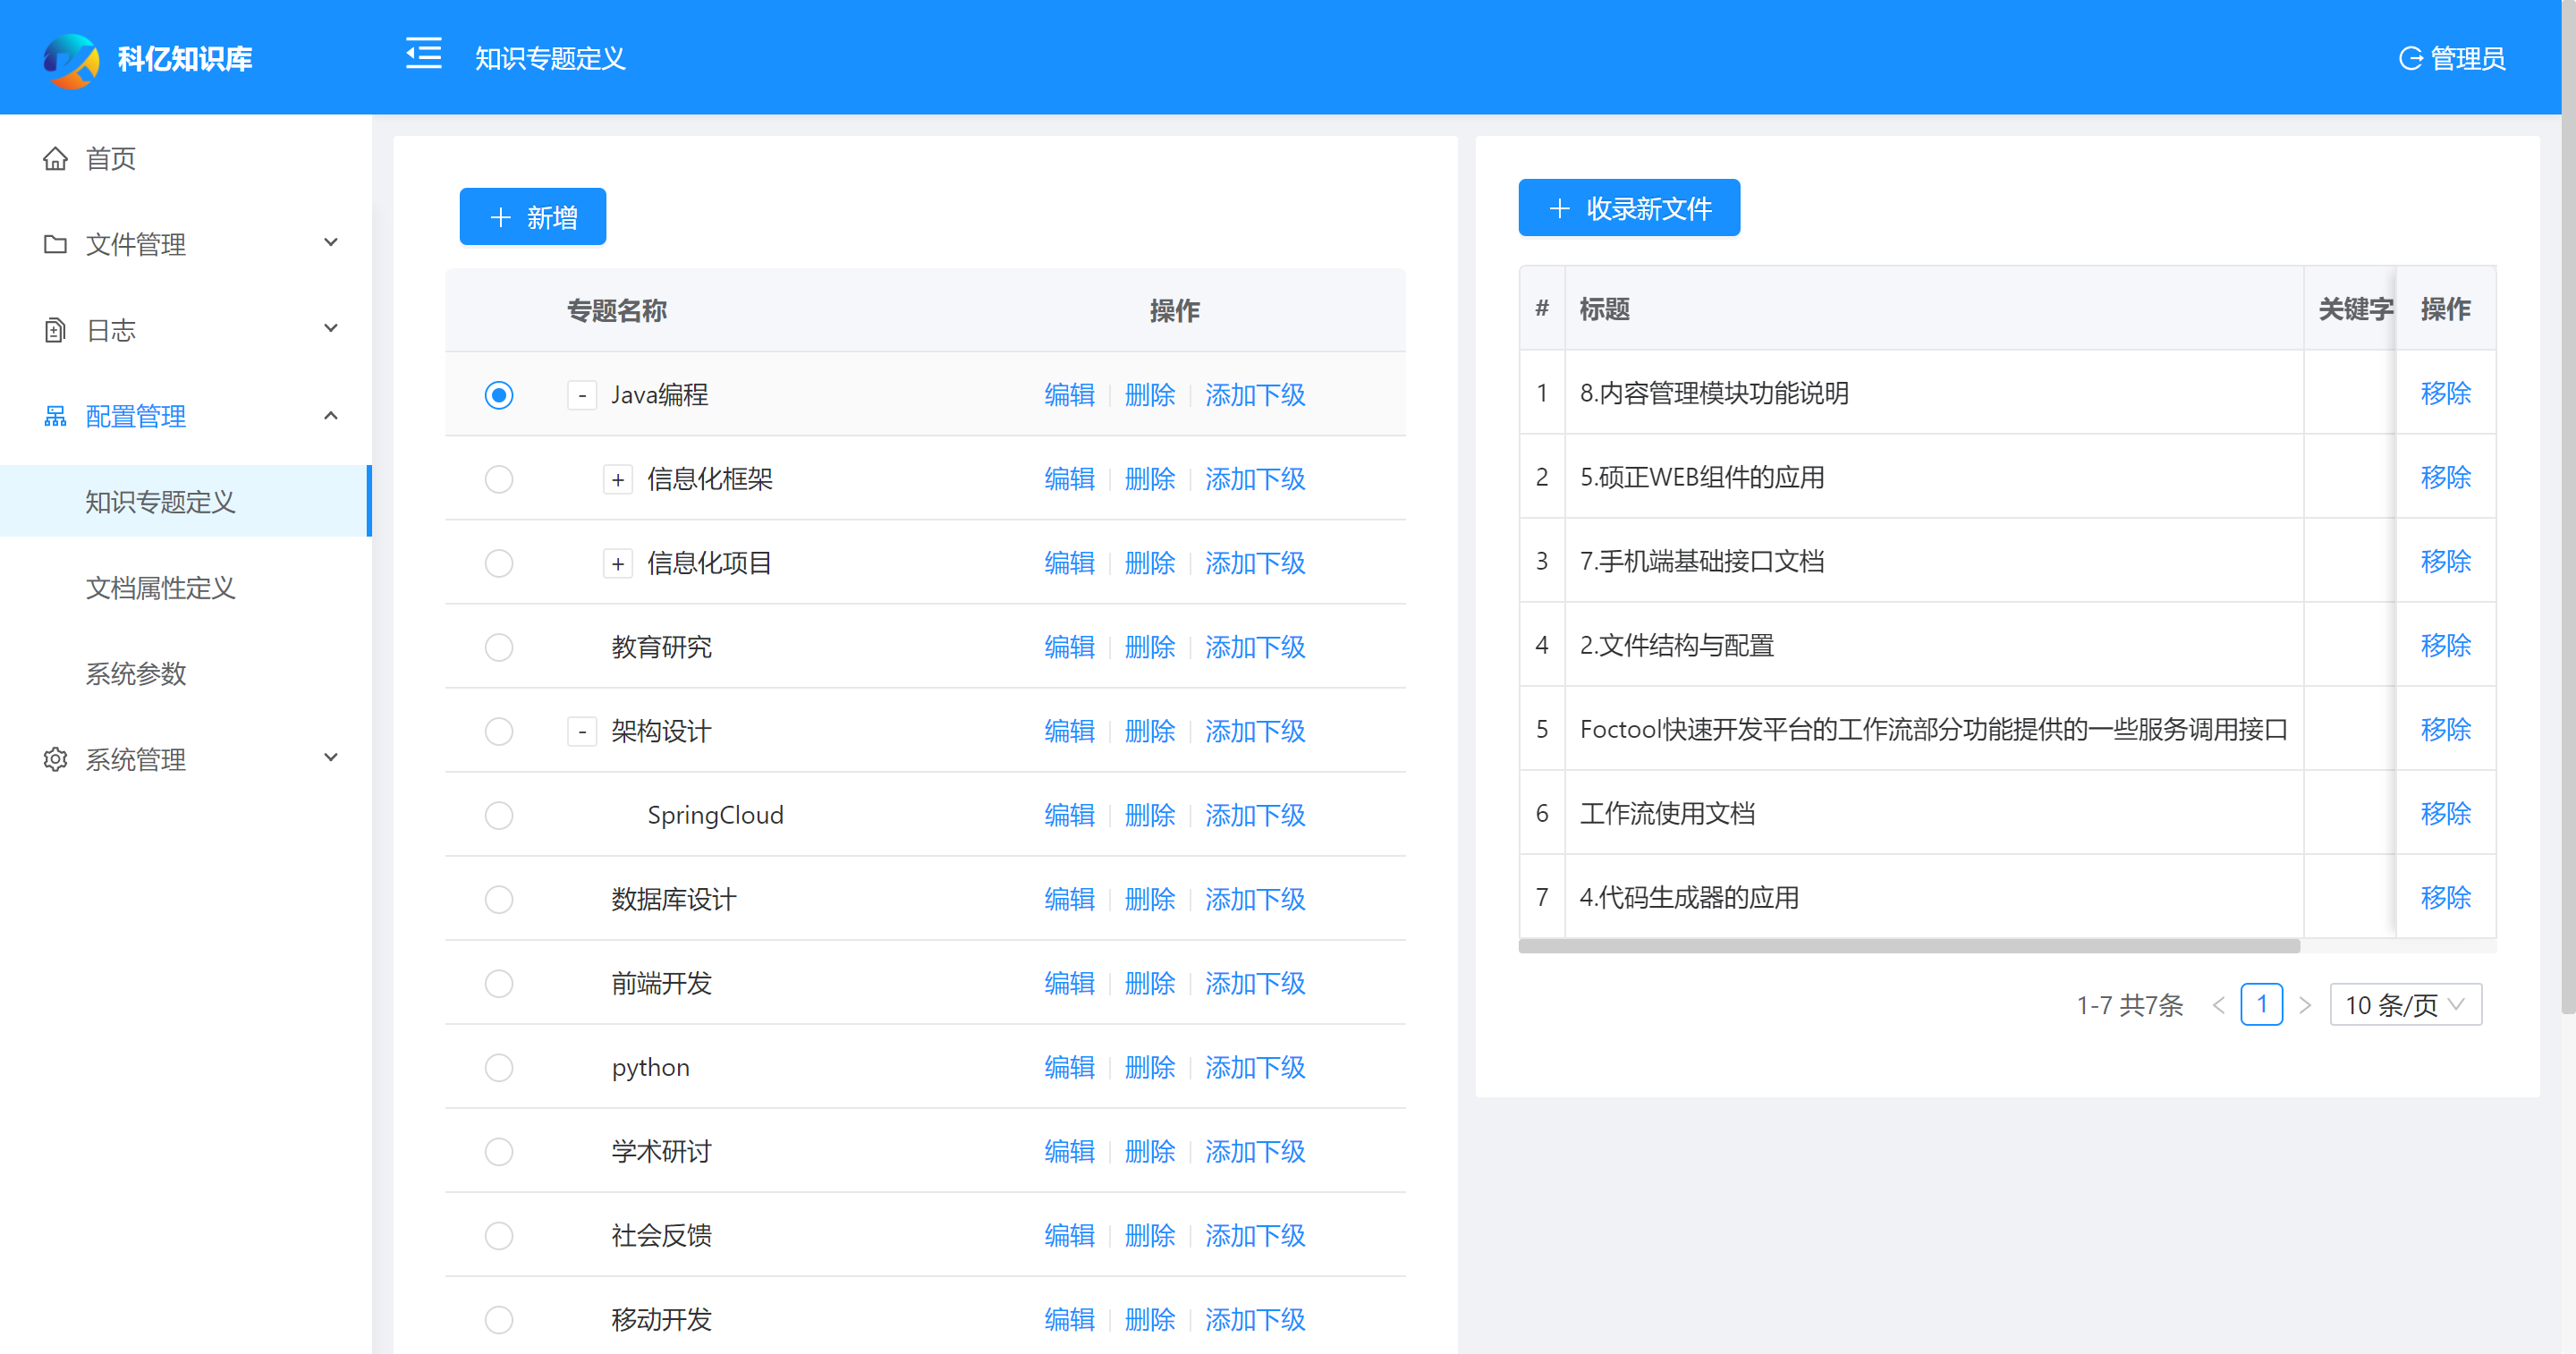 科亿知识库
知识专题定义
管理员
首页
文件管理
日志
配置管理
知识专题定义
文档属性定义
系统参数
系统管理
+ 新增
专题名称 操作
- Java编程 编辑 删除 添加下级
+ 信息化框架 编辑 删除 添加下级
+ 信息化项目 编辑 删除 添加下级
教育研究 编辑 删除 添加下级
- 架构设计 编辑 删除 添加下级
SpringCloud 编辑 删除 添加下级
数据库设计 编辑 删除 添加下级
前端开发 编辑 删除 添加下级
python 编辑 删除 添加下级
学术研讨 编辑 删除 添加下级
社会反馈 编辑 删除 添加下级
移动开发 编辑 删除 添加下级
+ 收录新文件
# 标题 关键字 操作
1 8.内容管理模块功能说明 移除
2 5.硕正WEB组件的应用 移除
3 7.手机端基础接口文档 移除
4 2.文件结构与配置 移除
5 Foctool快速开发平台的工作流部分功能提供的一些服务调用接口 移除
6 工作流使用文档 移除
7 4.代码生成器的应用 移除
1-7 共7条 < 1 > 10 条/页